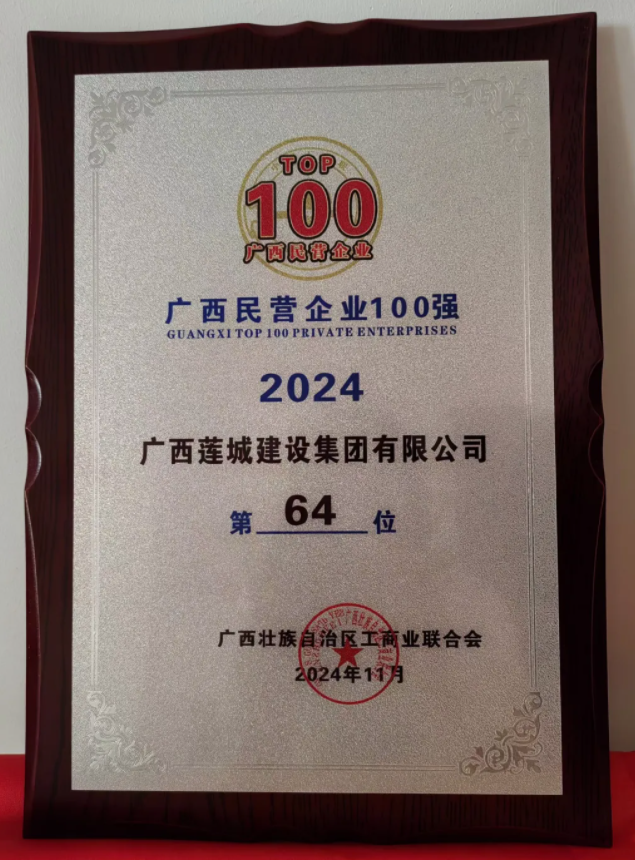 TOP
100
广西民营企业
广西民营企业100强
GUANGXI TOP 100 PRIVATE ENTERPRISES
2024
广西莲城建设集团有限公司
第 64 位
广西壮族自治区工商业联合会
2024年11月